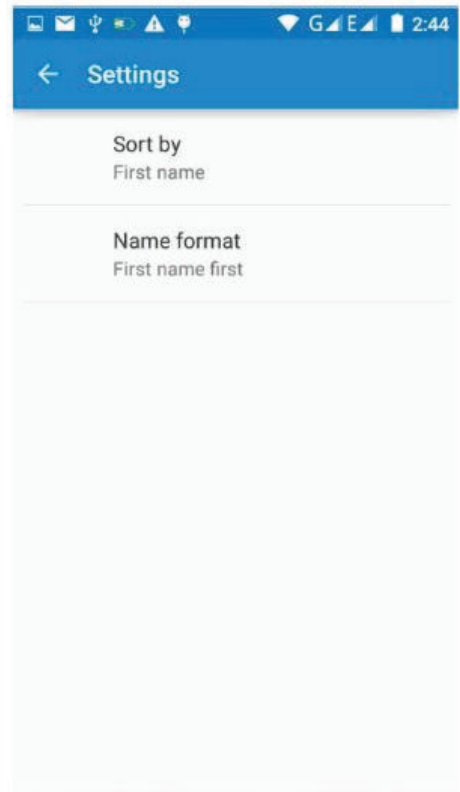 G E 2:44
Settings
Sort by
First name
Name format
First name first